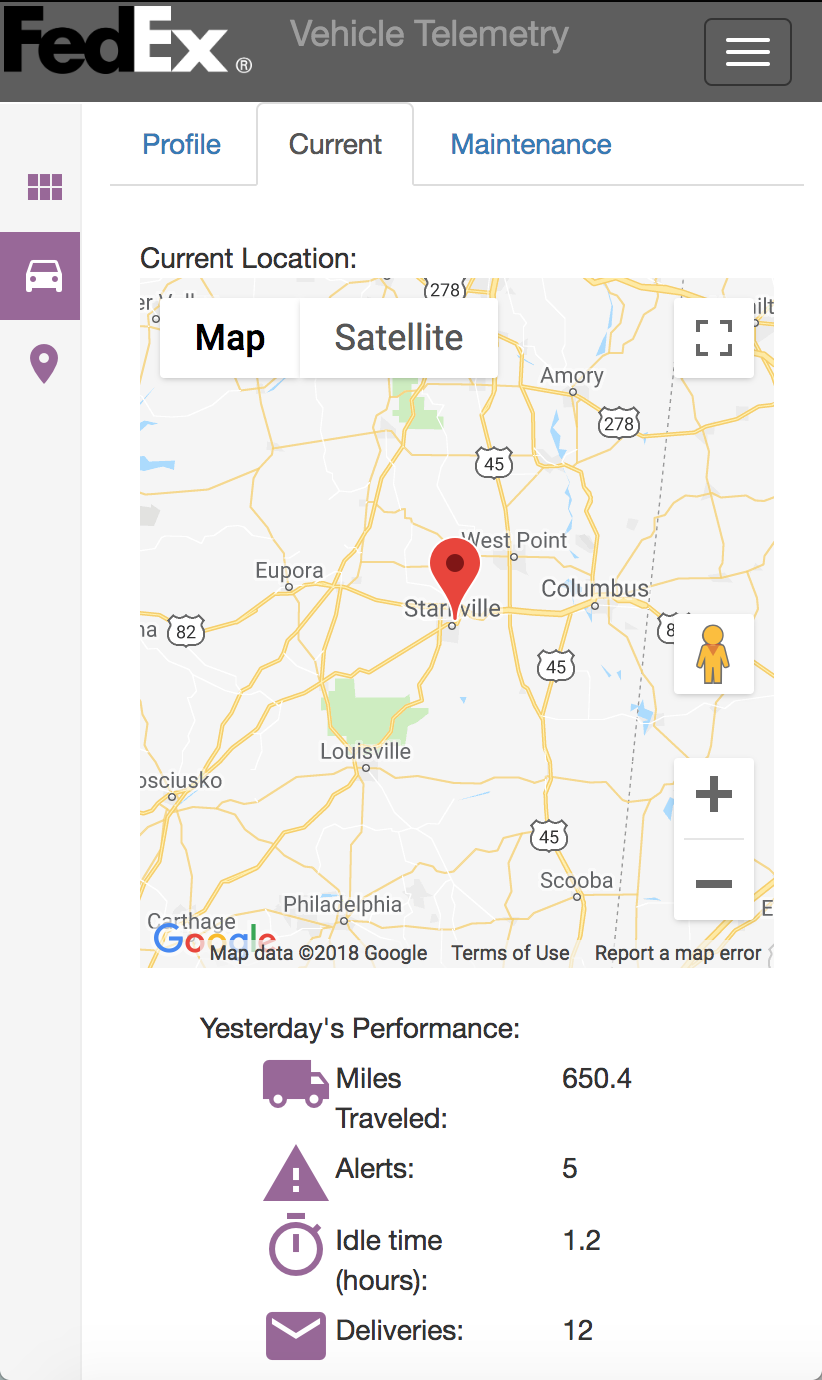 FedEx®
Vehicle Telemetry
Profile
Current
Maintenance
Current Location:
278
Map
Satellite
Amory
278
45
West Point
Eupora
Columbus
Starkville
82
45
Louisville
osciusko
45
Scooba
Philadelphia
Carthage
Google
Map data ©2018 Google
Terms of Use
Report a map error
Yesterday's Performance:
Miles 650.4
Traveled:
Alerts: 5
Idle time 1.2
(hours):
Deliveries: 12